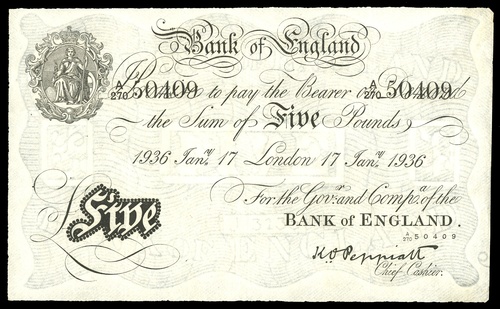 Bank of England
A/270 50409 to pay the Bearer on Demand A/270 50409
the Sum of Five Pounds
1936 Jany. 17 London 17 Jany. 1936
For the Govr. and Compa. of the
BANK of ENGLAND.
A/270 50409
Five
K.O. Peppiatt
Chief Cashier.